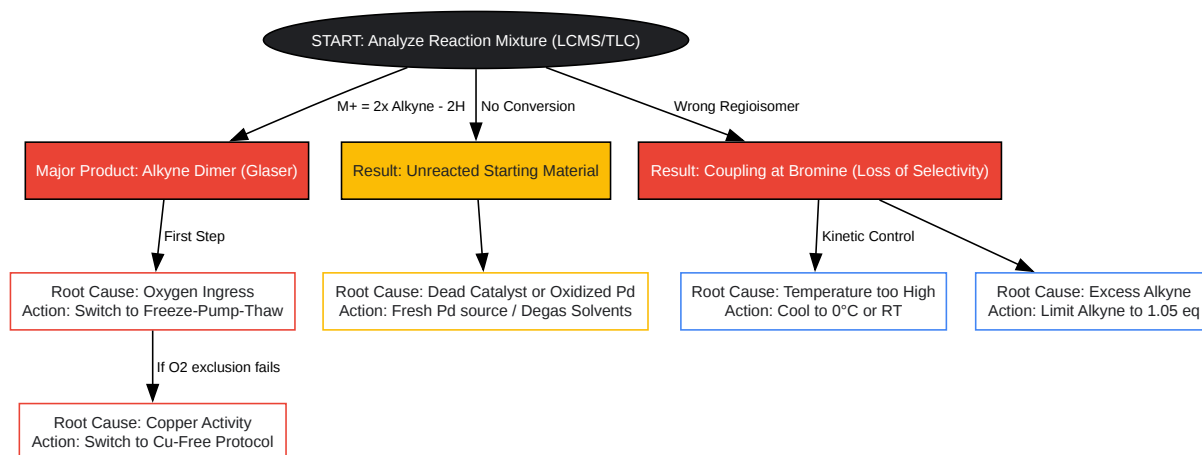 START: Analyze Reaction Mixture (LCMS/TLC)
M+ = 2x Alkyne - 2H
No Conversion
Wrong Regioisomer
Major Product: Alkyne Dimer (Glaser)
Result: Unreacted Starting Material
Result: Coupling at Bromine (Loss of Selectivity)
First Step
Kinetic Control
Root Cause: Oxygen Ingress
Action: Switch to Freeze-Pump-Thaw
Root Cause: Dead Catalyst or Oxidized Pd
Action: Fresh Pd source / Degas Solvents
Root Cause: Temperature too High
Action: Cool to 0°C or RT
Root Cause: Excess Alkyne
Action: Limit Alkyne to 1.05 eq
If O2 exclusion fails
Root Cause: Copper Activity
Action: Switch to Cu-Free Protocol